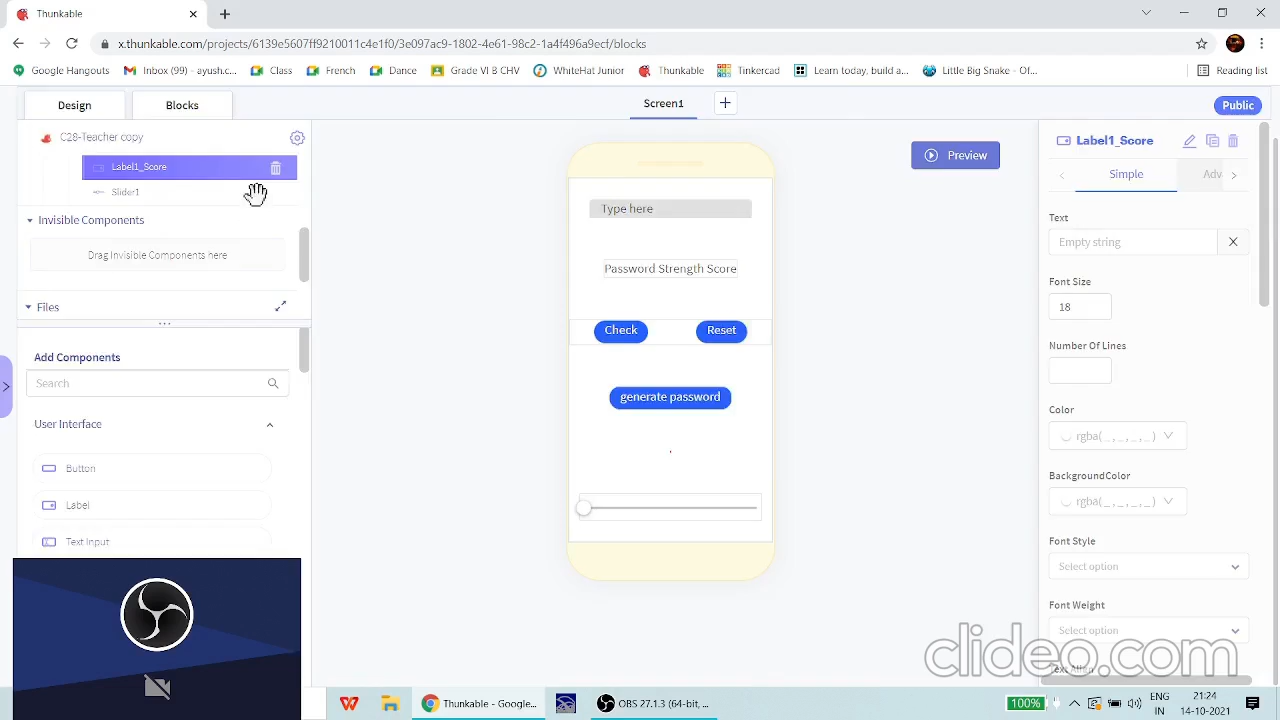 Thunkable
x.thunkable.com/projects/6139e5607ff9210011c4e1f0/3e097ac9-1802-4e61-98ac-1a4f496a9ecf/blocks
Google Hangouts
Inbox (99) - ayush.c...
Class
French
Dance
Grade VI B CHV
WhiteHat Junior
Thunkable
Tinkercad
Learn today, build a...
Little Big Snake - Of...
Reading list
Design
Blocks
Screen1
Public
C28-Teacher copy
Label1_Score
Slider1
Invisible Components
Drag Invisible Components here
Files
Add Components
Search
User Interface
Button
Label
Text Input
Type here
Password Strength Score
Check
Reset
generate password
Preview
Label1_Score
Simple
Adv
Text
Empty string
Font Size
18
Number Of Lines
Color
rgba(_,_,_,_)
BackgroundColor
rgba(_,_,_,_)
Font Style
Select option
Font Weight
Select option
Text Align
clideo.com
Thunkable - Google...
OBS 27.1.3 (64-bit,...
100%
ENG
IN
21:24
14-10-2021